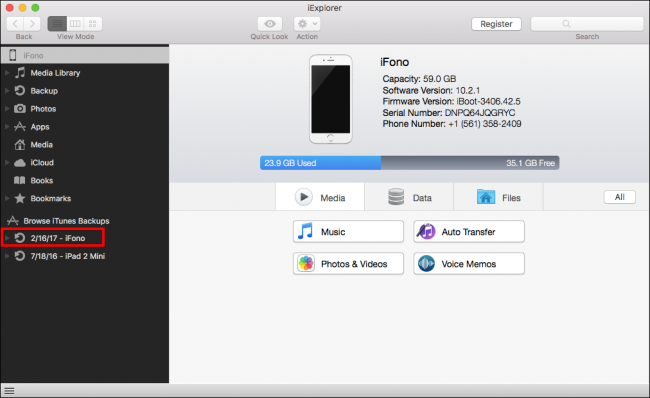 iExplorer
Back
View Mode
Quick Look
Action
Register
Search
iFono
Media Library
Backup
Photos
Apps
Media
iCloud
Books
Bookmarks
Browse iTunes Backups
2/16/17 - iFono
7/18/16 - iPad 2 Mini
iFono
Capacity: 59.0 GB
Software Version: 10.2.1
Firmware Version: iBoot-3406.42.5
Serial Number: DNPQ64JQGRYC
Phone Number: +1 (561) 358-2409
23.9 GB Used 35.1 GB Free
Media Data Files All
Music Auto Transfer
Photos & Videos Voice Memos